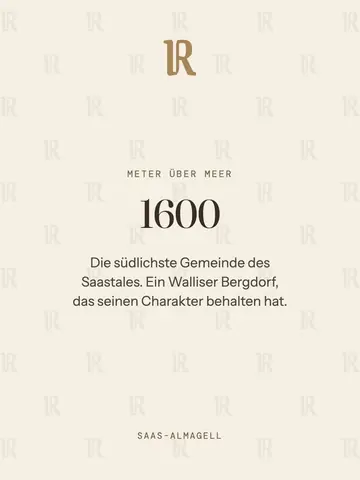 1R
METER ÜBER MEER
1600
Die südlichste Gemeinde des
Saastales. Ein Walliser Bergdorf,
das seinen Charakter behalten hat.
SAAS-ALMAGELL